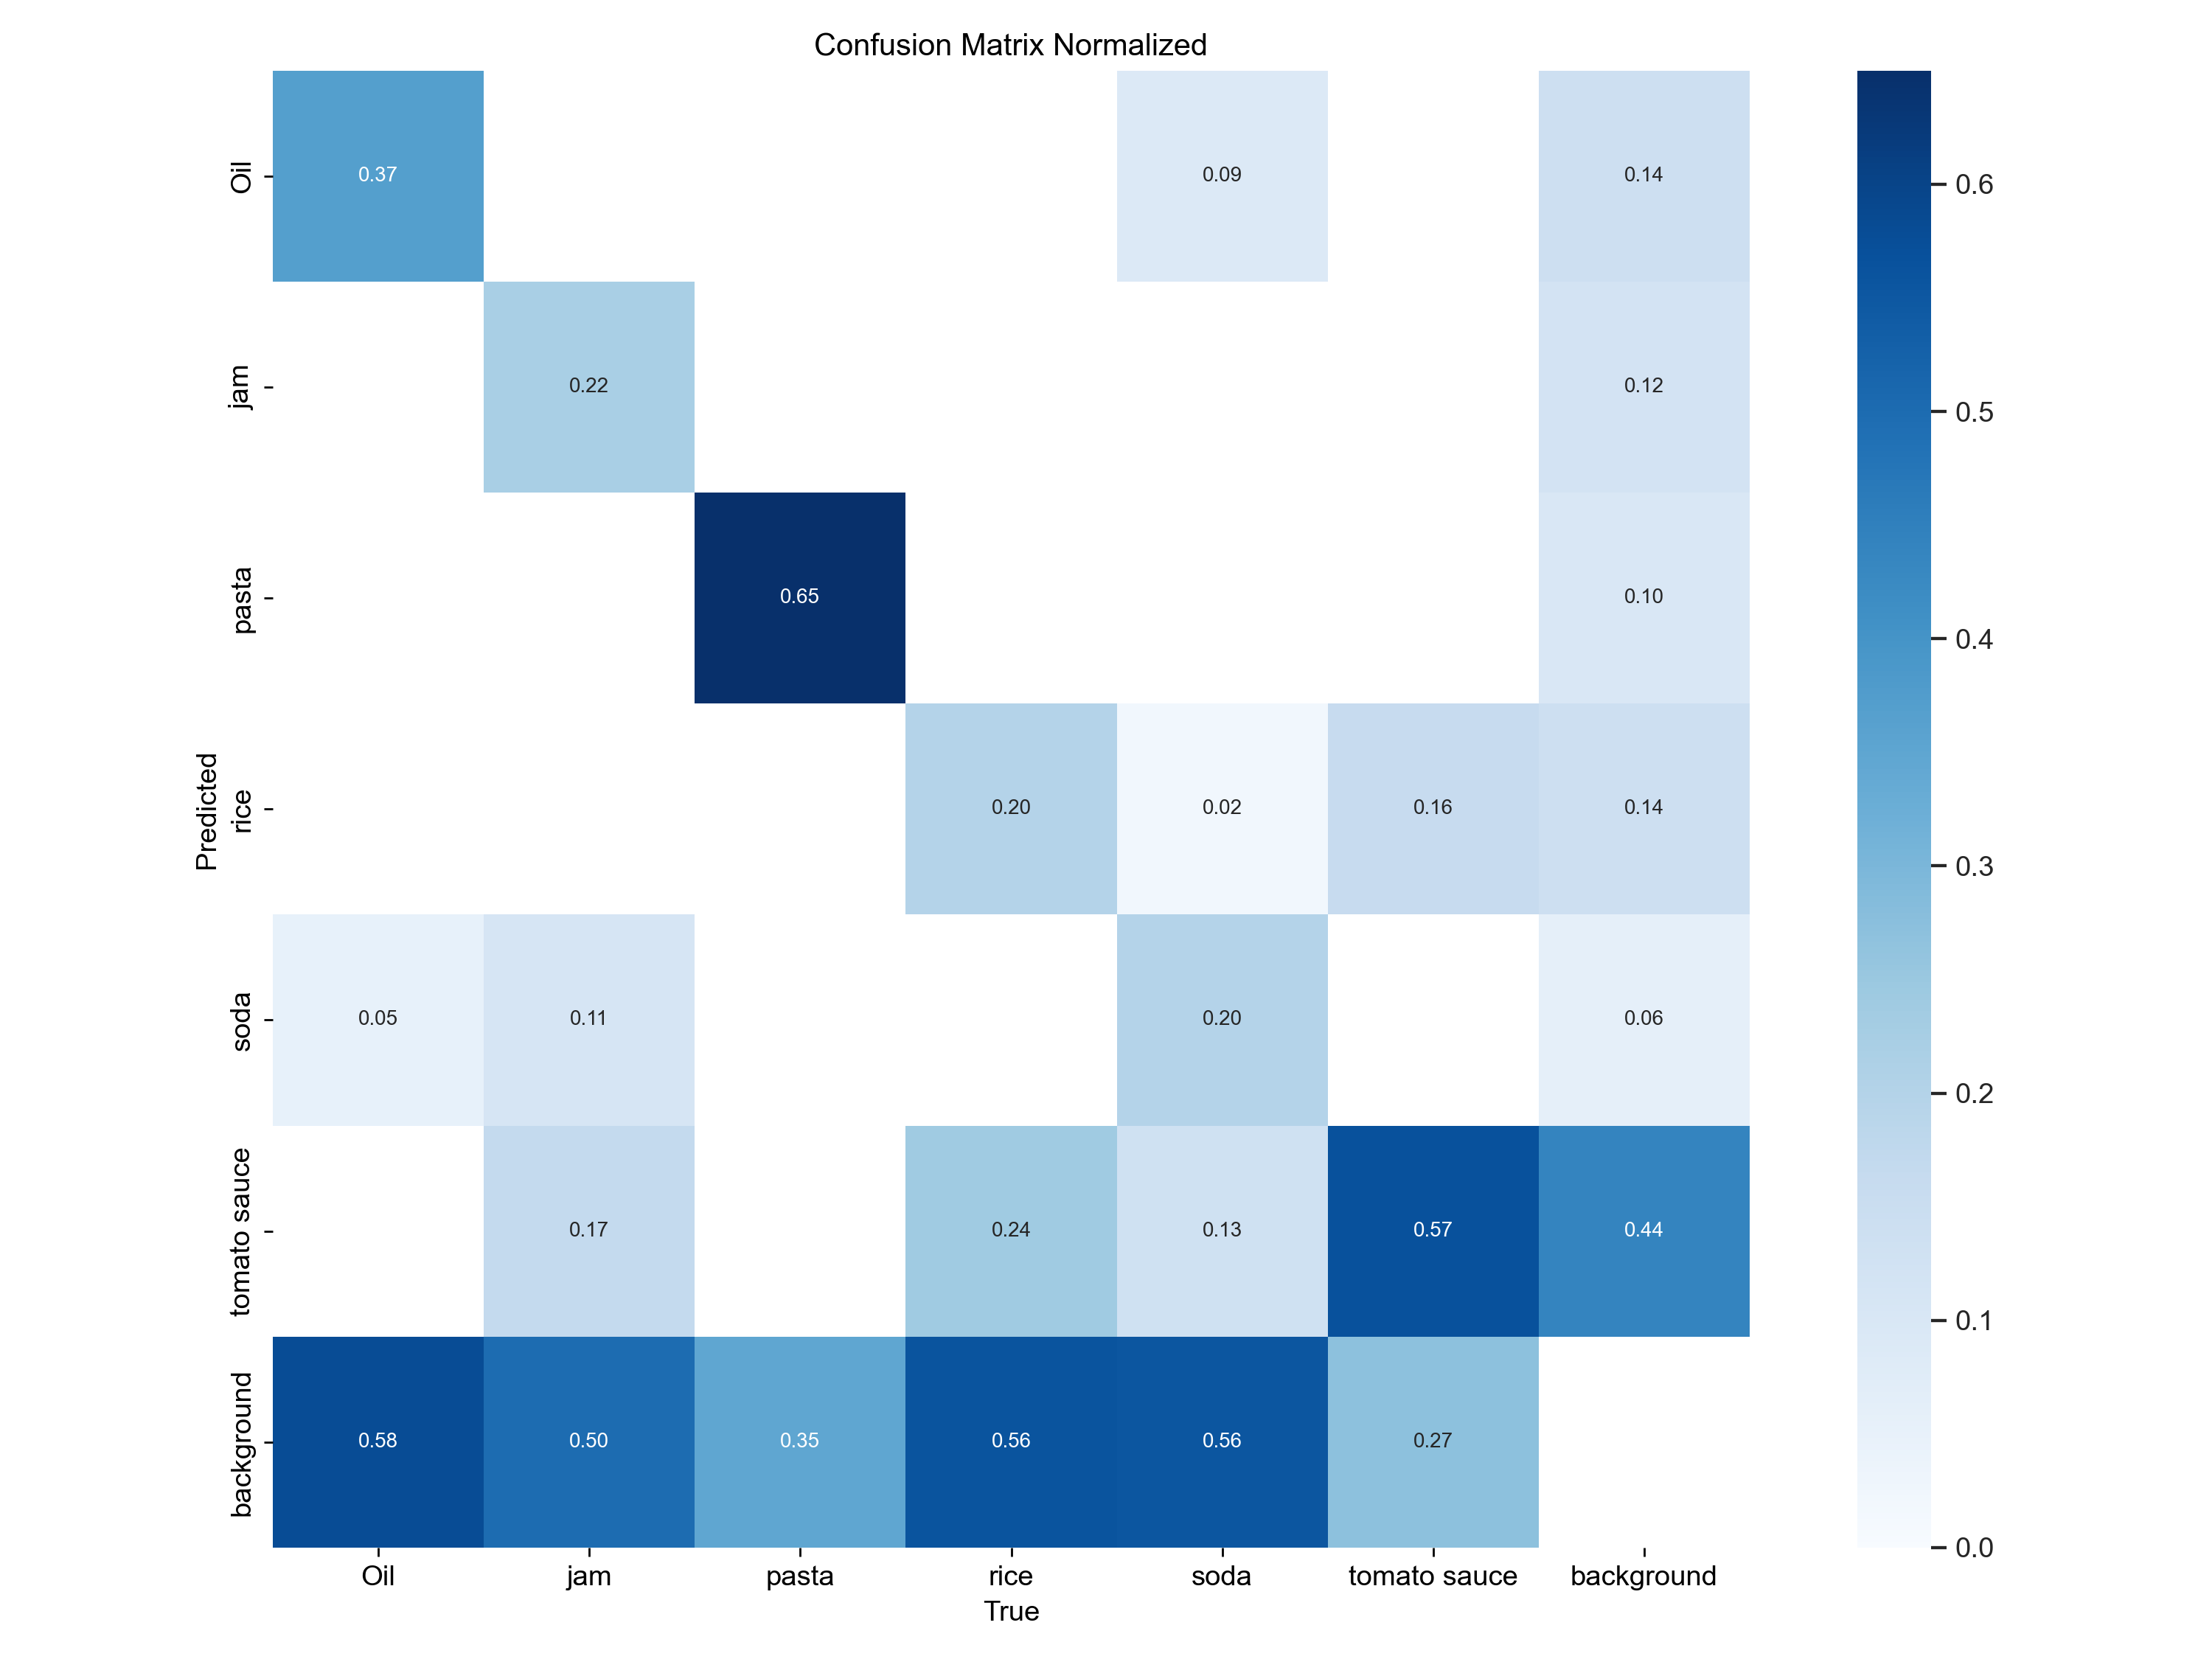 Confusion Matrix Normalized
Oil
0.37
0.09
0.14
jam
0.22
0.12
pasta
0.65
0.10
rice
0.20
0.02
0.16
0.14
soda
0.05
0.11
0.20
0.06
tomato sauce
0.17
0.24
0.13
0.57
0.44
background
0.58
0.50
0.35
0.56
0.56
0.27
Predicted
Oil
jam
pasta
rice
soda
tomato sauce
background
True
0.6
0.5
0.4
0.3
0.2
0.1
0.0